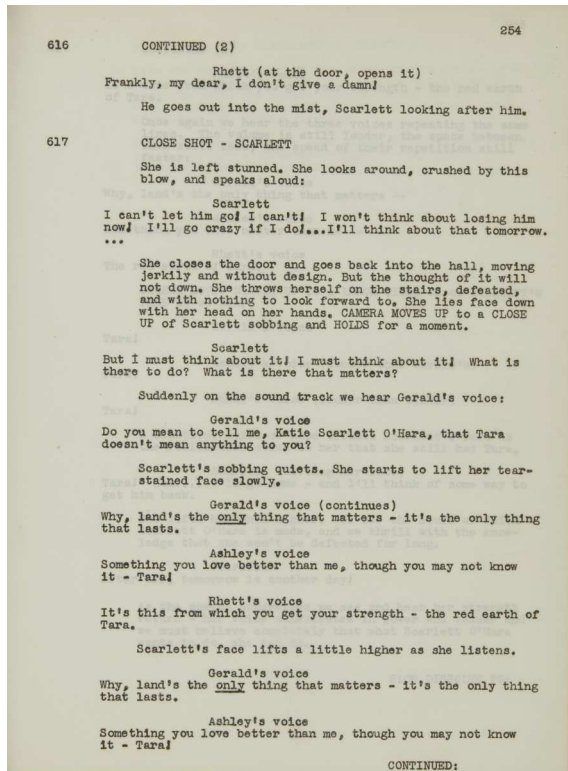 254
616 CONTINUED (2)
Rhett (at the door, opens it)
Frankly, my dear, I don't give a damn!
He goes out into the mist, Scarlett looking after him.
617 CLOSE SHOT - SCARLETT
She is left stunned. She looks around, crushed by this
blow, and speaks aloud:
Scarlett
I can't let him go! I can't! I won't think about losing him
now! I'll go crazy if I do!...I'll think about that tomorrow.
...
She closes the door and goes back into the hall, moving
jerkily and without design. But the thought of it will
not down. She throws herself on the stairs, defeated,
and with nothing to look forward to. She lies face down
with her head on her hands. CAMERA MOVES UP to a CLOSE
UP of Scarlett sobbing and HOLDS for a moment.
Scarlett
But I must think about it! I must think about it! What is
there to do? What is there that matters?
Suddenly on the sound track we hear Gerald's voice:
Gerald's voice
Do you mean to tell me, Katie Scarlett O'Hara, that Tara
doesn't mean anything to you?
Scarlett's sobbing quiets. She starts to lift her tear-
stained face slowly.
Gerald's voice (continues)
Why, land's the only thing that matters - it's the only thing
that lasts.
Ashley's voice
Something you love better than me, though you may not know
it - Tara!
Rhett's voice
It's this from which you get your strength - the red earth of
Tara.
Scarlett's face lifts a little higher as she listens.
Gerald's voice
Why, land's the only thing that matters - it's the only thing
that lasts.
Ashley's voice
Something you love better than me, though you may not know
it - Tara!
CONTINUED: